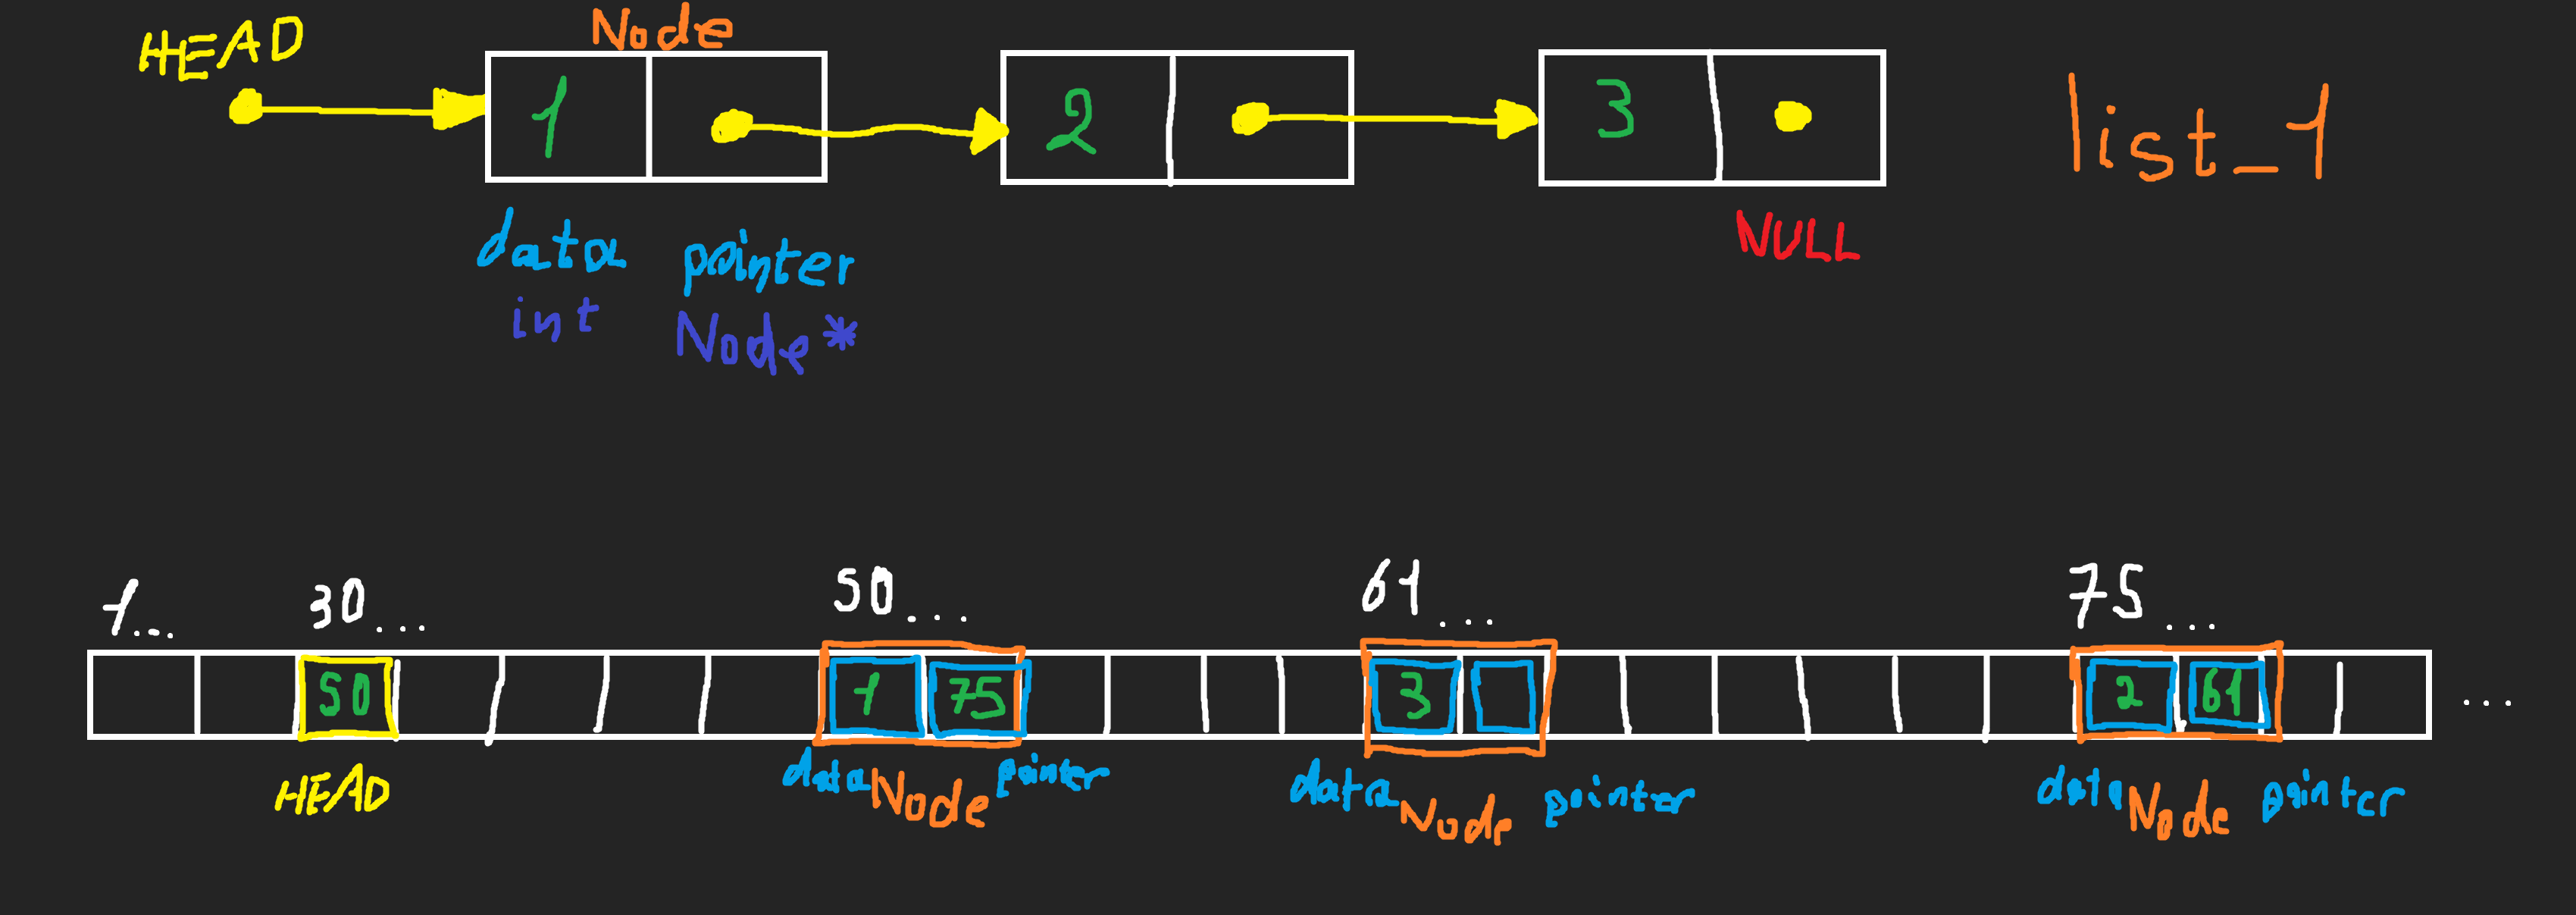 HEAD Node
1 2 3 list_1
data pointer NULL
int Node*
1... 30... 50... 61... 75...
50 1 75 3 2 61 ...
HEAD data Node pointer data Node pointer data Node pointer